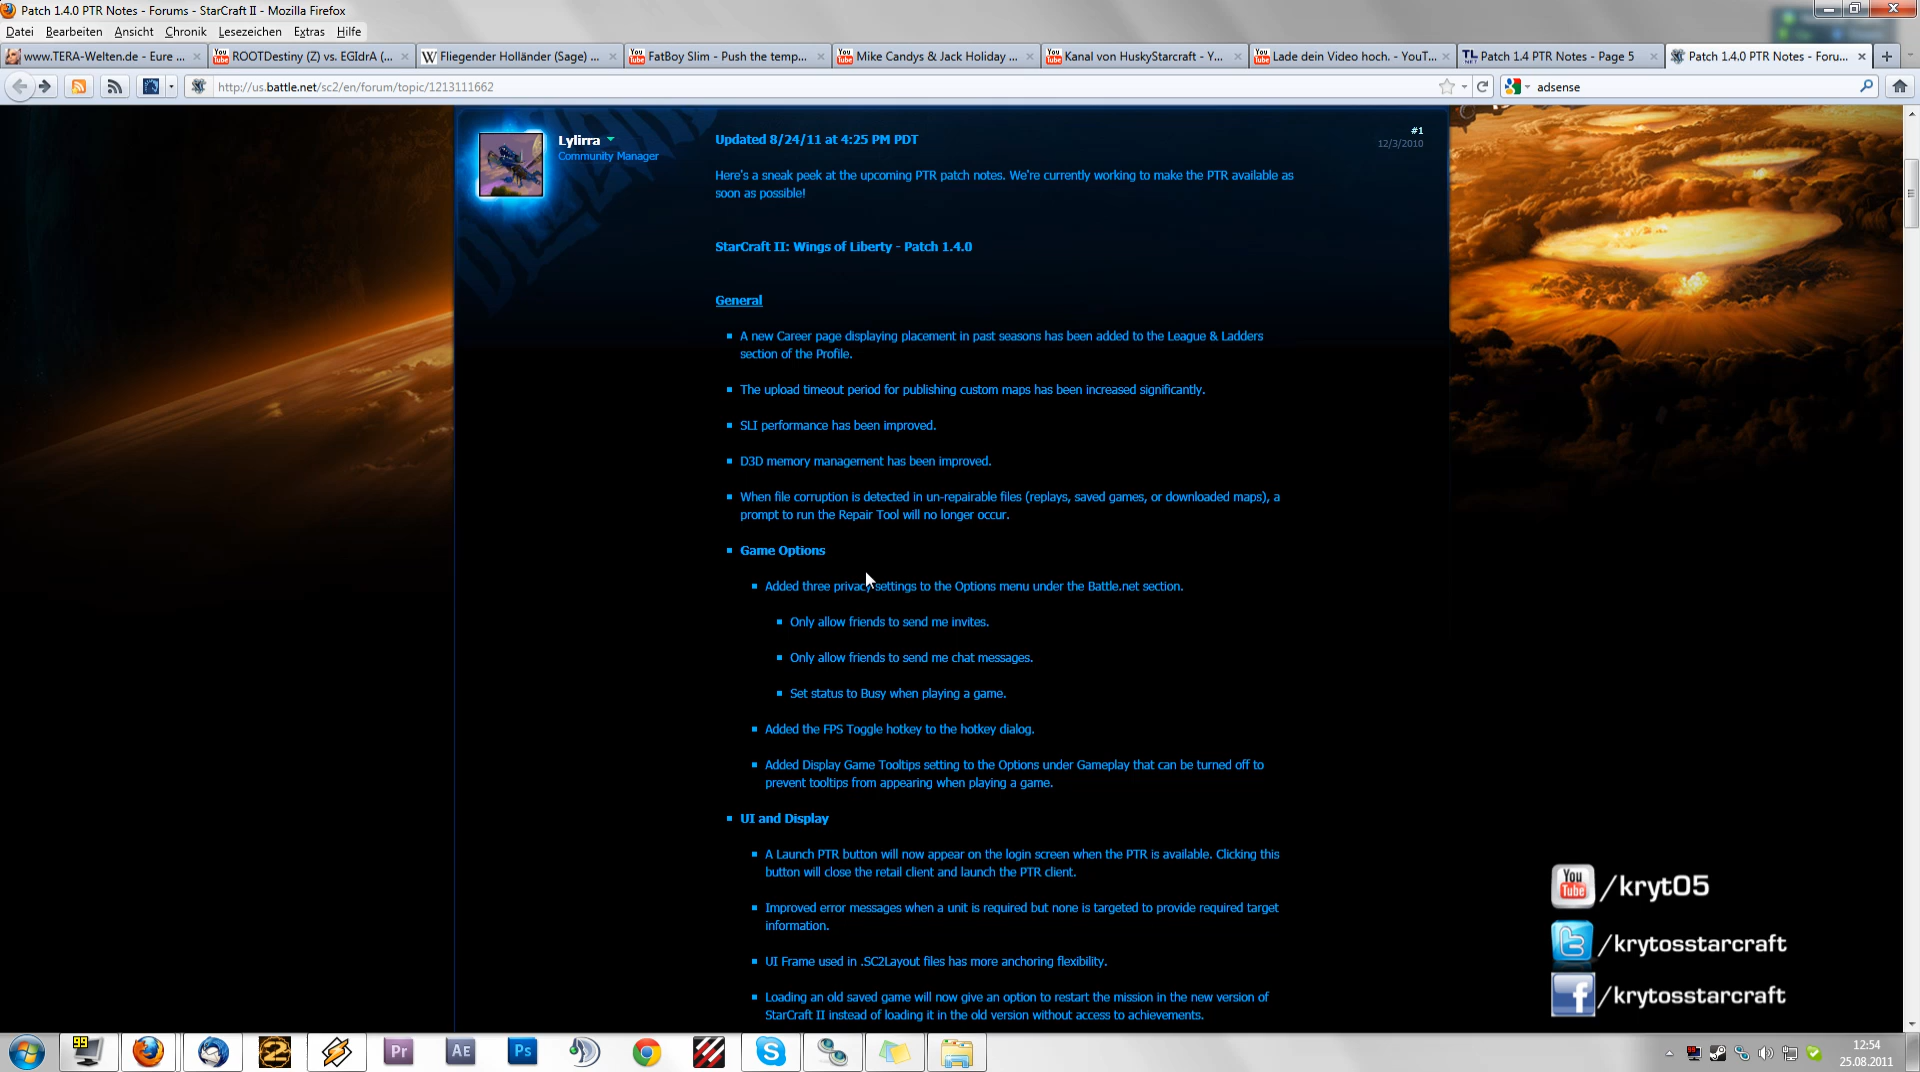 Patch 1.4.0 PTR Notes - Forums - StarCraft II - Mozilla Firefox
Datei Bearbeiten Ansicht Chronik Lesezeichen Extras Hilfe
www.TERA-Welten.de - Eure ... ROOTDestiny (Z) vs. EGIdrA (... Fliegender Holländer (Sage) ... FatBoy Slim - Push the temp... Mike Candys & Jack Holiday ... Kanal von HuskyStarcraft - Y... Lade dein Video hoch. - YouT... Patch 1.4 PTR Notes - Page 5 Patch 1.4.0 PTR Notes - Foru...
http://us.battle.net/sc2/en/forum/topic/1213111662 adsense
Lylirra
Community Manager
#1
12/3/2010
Updated 8/24/11 at 4:25 PM PDT
Here's a sneak peek at the upcoming PTR patch notes. We're currently working to make the PTR available as
soon as possible!
StarCraft II: Wings of Liberty - Patch 1.4.0
General
A new Career page displaying placement in past seasons has been added to the League & Ladders
section of the Profile.
The upload timeout period for publishing custom maps has been increased significantly.
SLI performance has been improved.
D3D memory management has been improved.
When file corruption is detected in un-repairable files (replays, saved games, or downloaded maps), a
prompt to run the Repair Tool will no longer occur.
Game Options
Added three privacy settings to the Options menu under the Battle.net section.
Only allow friends to send me invites.
Only allow friends to send me chat messages.
Set status to Busy when playing a game.
Added the FPS Toggle hotkey to the hotkey dialog.
Added Display Game Tooltips setting to the Options under Gameplay that can be turned off to
prevent tooltips from appearing when playing a game.
UI and Display
A Launch PTR button will now appear on the login screen when the PTR is available. Clicking this
button will close the retail client and launch the PTR client.
Improved error messages when a unit is required but none is targeted to provide required target
information.
UI Frame used in .SC2Layout files has more anchoring flexibility.
Loading an old saved game will now give an option to restart the mission in the new version of
StarCraft II instead of loading it in the old version without access to achievements.
You Tube /kryt05
/krytosstarcraft
/krytosstarcraft
99 2 Pr AE Ps
12:54
25.08.2011